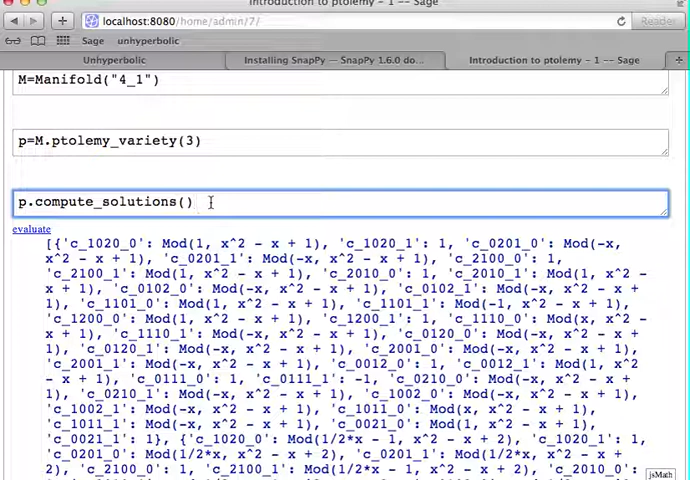 Introduction to ptolemy – 1 — Sage
localhost:8080/home/admin/7/
Reader
Sage unhyperbolic
Unhyperbolic Installing SnapPy — SnapPy 1.6.0 do... Introduction to ptolemy – 1 — Sage
M=Manifold("4_1")
p=M.ptolemy_variety(3)
p.compute_solutions()
evaluate
[{'c_1020_0': Mod(1, x^2 - x + 1), 'c_1020_1': 1, 'c_0201_0': Mod(-x,
x^2 - x + 1), 'c_0201_1': Mod(-x, x^2 - x + 1), 'c_2100_0': 1,
'c_2100_1': Mod(1, x^2 - x + 1), 'c_2010_0': 1, 'c_2010_1': Mod(1, x^2
- x + 1), 'c_0102_0': Mod(-x, x^2 - x + 1), 'c_0102_1': Mod(-x, x^2 - x
+ 1), 'c_1101_0': Mod(1, x^2 - x + 1), 'c_1101_1': Mod(-1, x^2 - x + 1),
'c_1200_0': Mod(1, x^2 - x + 1), 'c_1200_1': 1, 'c_1110_0': Mod(x, x^2 -
x + 1), 'c_1110_1': Mod(-x, x^2 - x + 1), 'c_0120_0': Mod(-x, x^2 - x +
1), 'c_0120_1': Mod(-x, x^2 - x + 1), 'c_2001_0': Mod(-x, x^2 - x + 1),
'c_2001_1': Mod(-x, x^2 - x + 1), 'c_0012_0': 1, 'c_0012_1': Mod(1, x^2
- x + 1), 'c_0111_0': 1, 'c_0111_1': -1, 'c_0210_0': Mod(-x, x^2 - x +
1), 'c_0210_1': Mod(-x, x^2 - x + 1), 'c_1002_0': Mod(-x, x^2 - x + 1),
'c_1002_1': Mod(-x, x^2 - x + 1), 'c_1011_0': Mod(x, x^2 - x + 1),
'c_1011_1': Mod(-x, x^2 - x + 1), 'c_0021_0': Mod(1, x^2 - x + 1),
'c_0021_1': 1}, {'c_1020_0': Mod(1/2*x - 1, x^2 - x + 2), 'c_1020_1': 1,
'c_0201_0': Mod(1/2*x, x^2 - x + 2), 'c_0201_1': Mod(1/2*x, x^2 - x +
2), 'c_2100_0': 1, 'c_2100_1': Mod(1/2*x - 1, x^2 - x + 2), 'c_2010_0':
jsMath